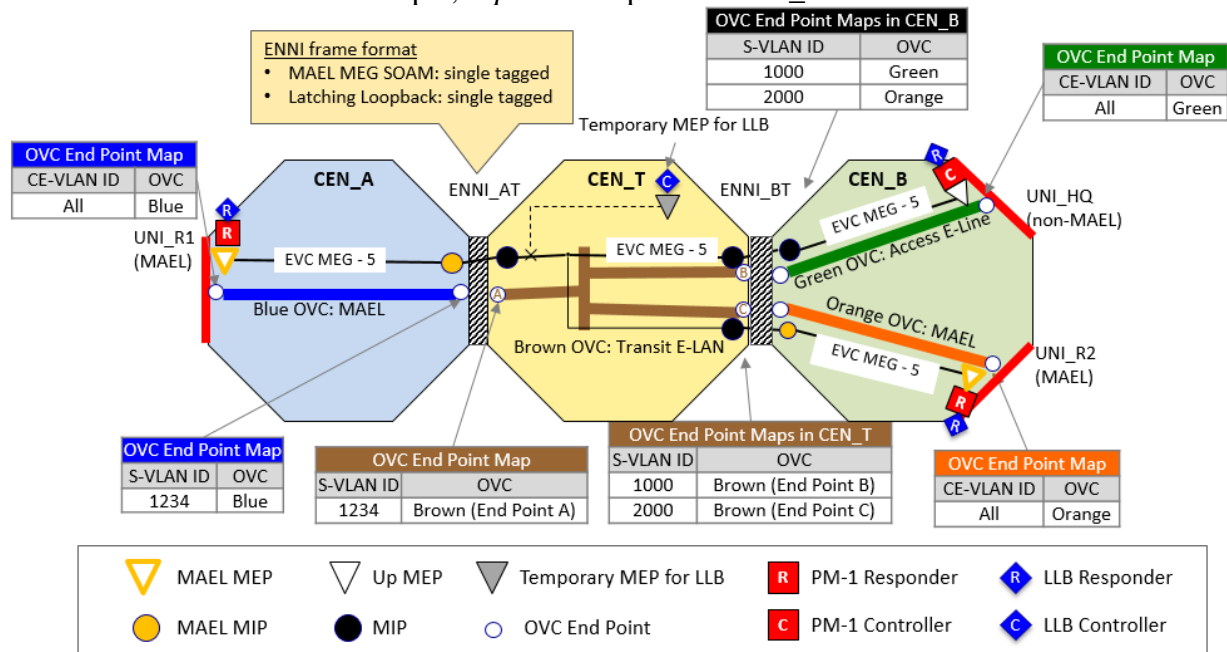 OVC End Point Maps in CEN_B
S-VLAN ID OVC
1000 Green
2000 Orange
ENNI frame format
• MAEL MEG SOAM: single tagged
• Latching Loopback: single tagged
OVC End Point Map
CE-VLAN ID OVC
All Green
Temporary MEP for LLB
OVC End Point Map
CE-VLAN ID OVC
All Blue
CEN_A
ENNI_AT
CEN_T
C
ENNI_BT
CEN_B
R
C
UNI_HQ
(non-MAEL)
R
R
UNI_R1
(MAEL)
EVC MEG - 5
EVC MEG - 5
EVC MEG - 5
Green OVC: Access E-Line
B
A
C
Blue OVC: MAEL
Orange OVC: MAEL
Brown OVC: Transit E-LAN
EVC MEG - 5
UNI_R2
(MAEL)
R
R
OVC End Point Map
S-VLAN ID OVC
1234 Blue
OVC End Point Map
S-VLAN ID OVC
1234 Brown (End Point A)
OVC End Point Maps in CEN_T
S-VLAN ID OVC
1000 Brown (End Point B)
2000 Brown (End Point C)
OVC End Point Map
CE-VLAN ID OVC
All Orange
MAEL MEP Up MEP Temporary MEP for LLB R PM-1 Responder R LLB Responder
MAEL MIP MIP OVC End Point C PM-1 Controller C LLB Controller